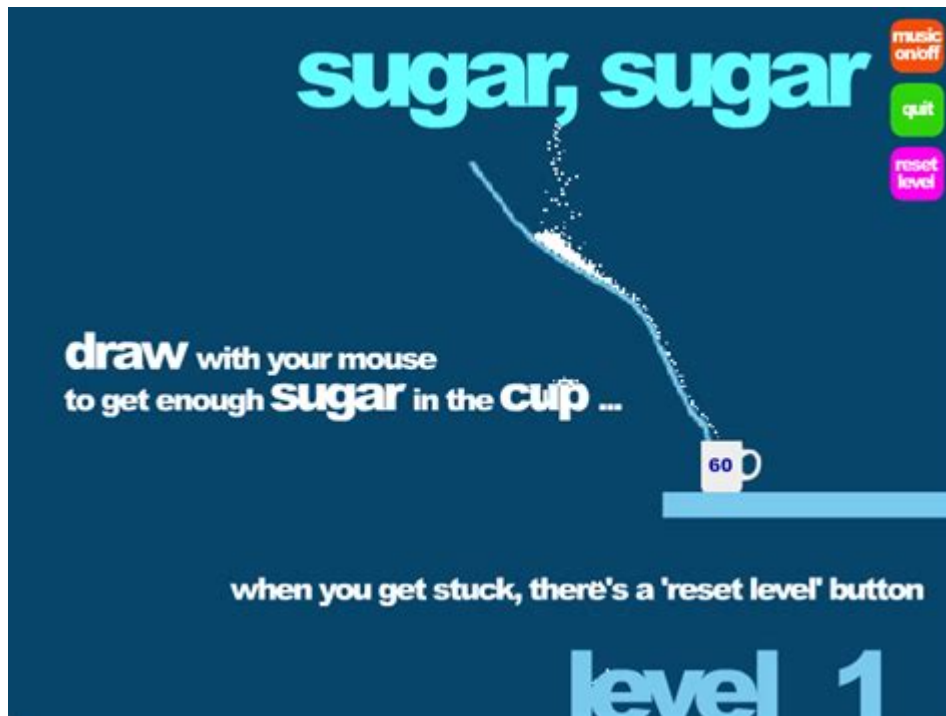 sugar, sugar
music
on/off
quit
reset
level
draw with your mouse
to get enough sugar in the cup ...
60
when you get stuck, there's a 'reset level' button
level 1